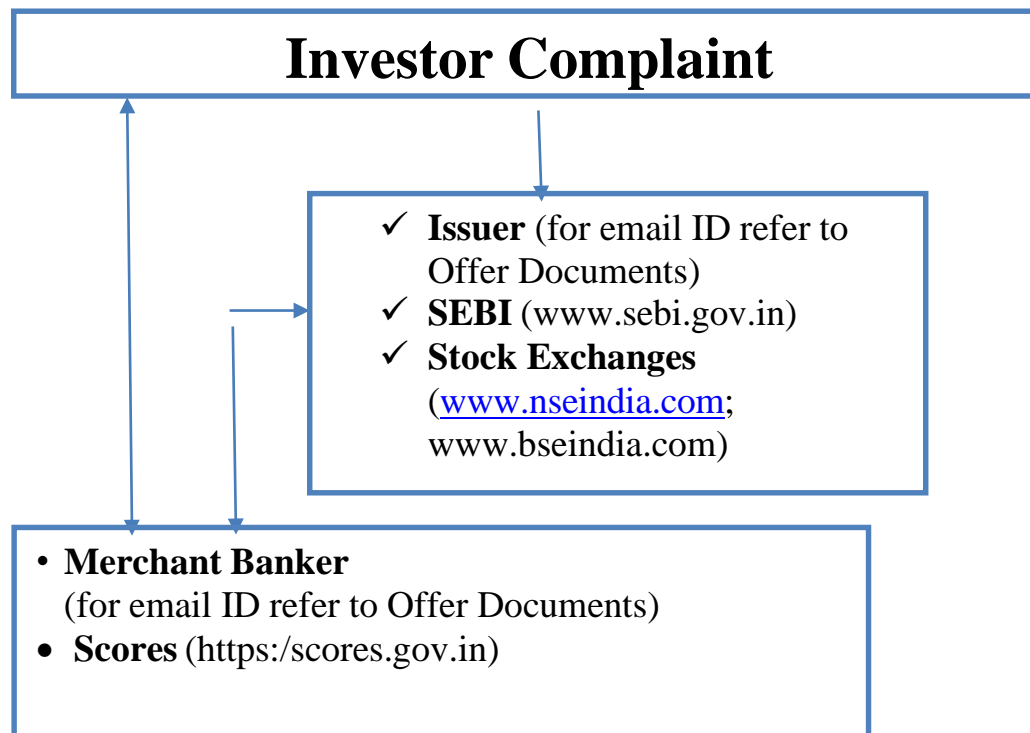 Investor Complaint
✓ Issuer (for email ID refer to
Offer Documents)
✓ SEBI (www.sebi.gov.in)
✓ Stock Exchanges
(www.nseindia.com;
www.bseindia.com)
• Merchant Banker
(for email ID refer to Offer Documents)
• Scores (https:/scores.gov.in)